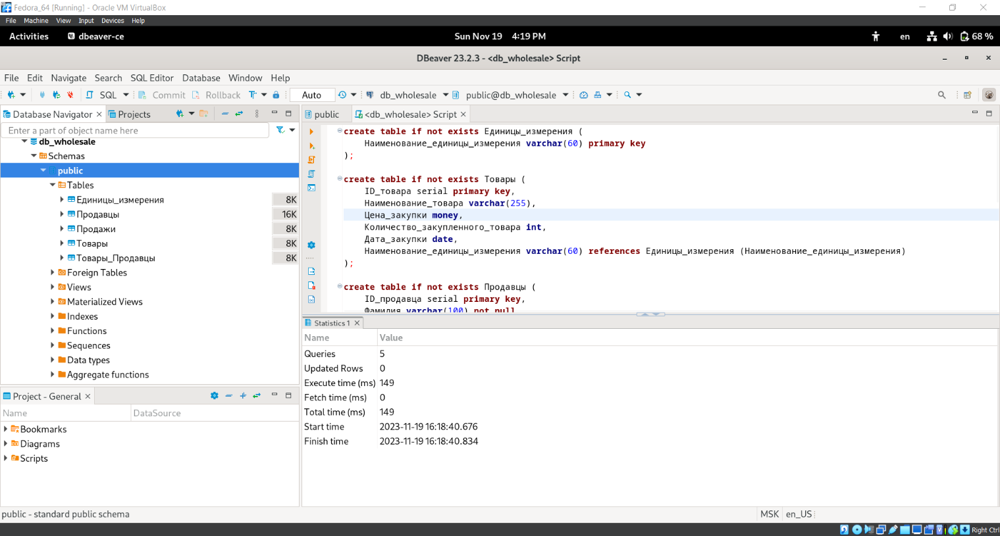 Fedora_64 [Running] - Oracle VM VirtualBox
File Machine View Input Devices Help
Activities dbeaver-ce Sun Nov 19 4:19 PM en 68 %
DBeaver 23.2.3 - <db_wholesale> Script
File Edit Navigate Search SQL Editor Database Window Help
SQL Commit Rollback Auto db_wholesale public@db_wholesale
Database Navigator Projects
Enter a part of object name here
db_wholesale
Schemas
public
Tables
Единицы_измерения 8K
Продавцы 16K
Продажи 8K
Товары 8K
Товары_Продавцы 8K
Foreign Tables
Views
Materialized Views
Indexes
Functions
Sequences
Data types
Aggregate functions
Project - General
Name DataSource
Bookmarks
Diagrams
Scripts
public <db_wholesale> Script
create table if not exists Единицы_измерения (
Наименование_единицы_измерения varchar(60) primary key
);
create table if not exists Товары (
ID_товара serial primary key,
Наименование_товара varchar(255),
Цена_закупки money,
Количество_закупленного_товара int,
Дата_закупки date,
Наименование_единицы_измерения varchar(60) references Единицы_измерения (Наименование_единицы_измерения)
);
create table if not exists Продавцы (
ID_продавца serial primary key,
Фамилия varchar(100) not null
Statistics 1
Name Value
Queries 5
Updated Rows 0
Execute time (ms) 149
Fetch time (ms) 0
Total time (ms) 149
Start time 2023-11-19 16:18:40.676
Finish time 2023-11-19 16:18:40.834
public - standard public schema MSK en_US
Right Ctrl